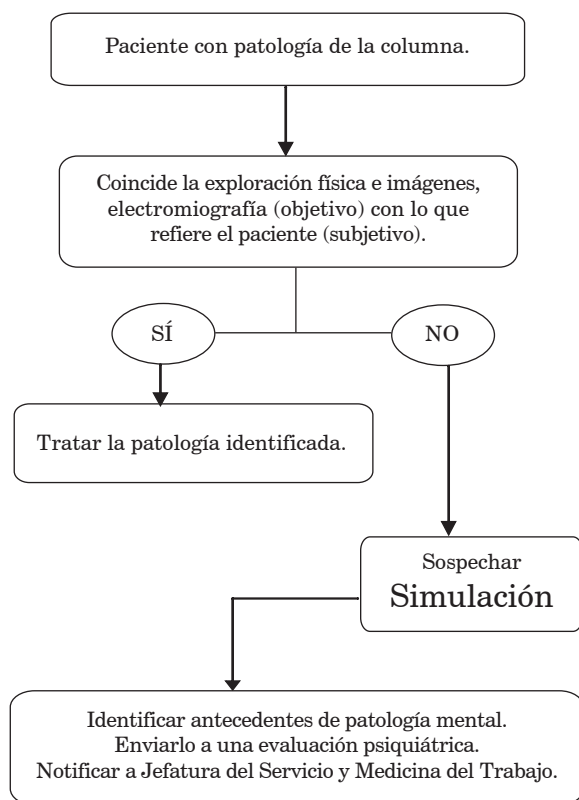 Paciente con patología de la columna.
Coincide la exploración física e imágenes,
electromiografía (objetivo) con lo que
refiere el paciente (subjetivo).
SÍ
NO
Tratar la patología identificada.
Sospechar
Simulación
Identificar antecedentes de patología mental.
Enviarlo a una evaluación psiquiátrica.
Notificar a Jefatura del Servicio y Medicina del Trabajo.